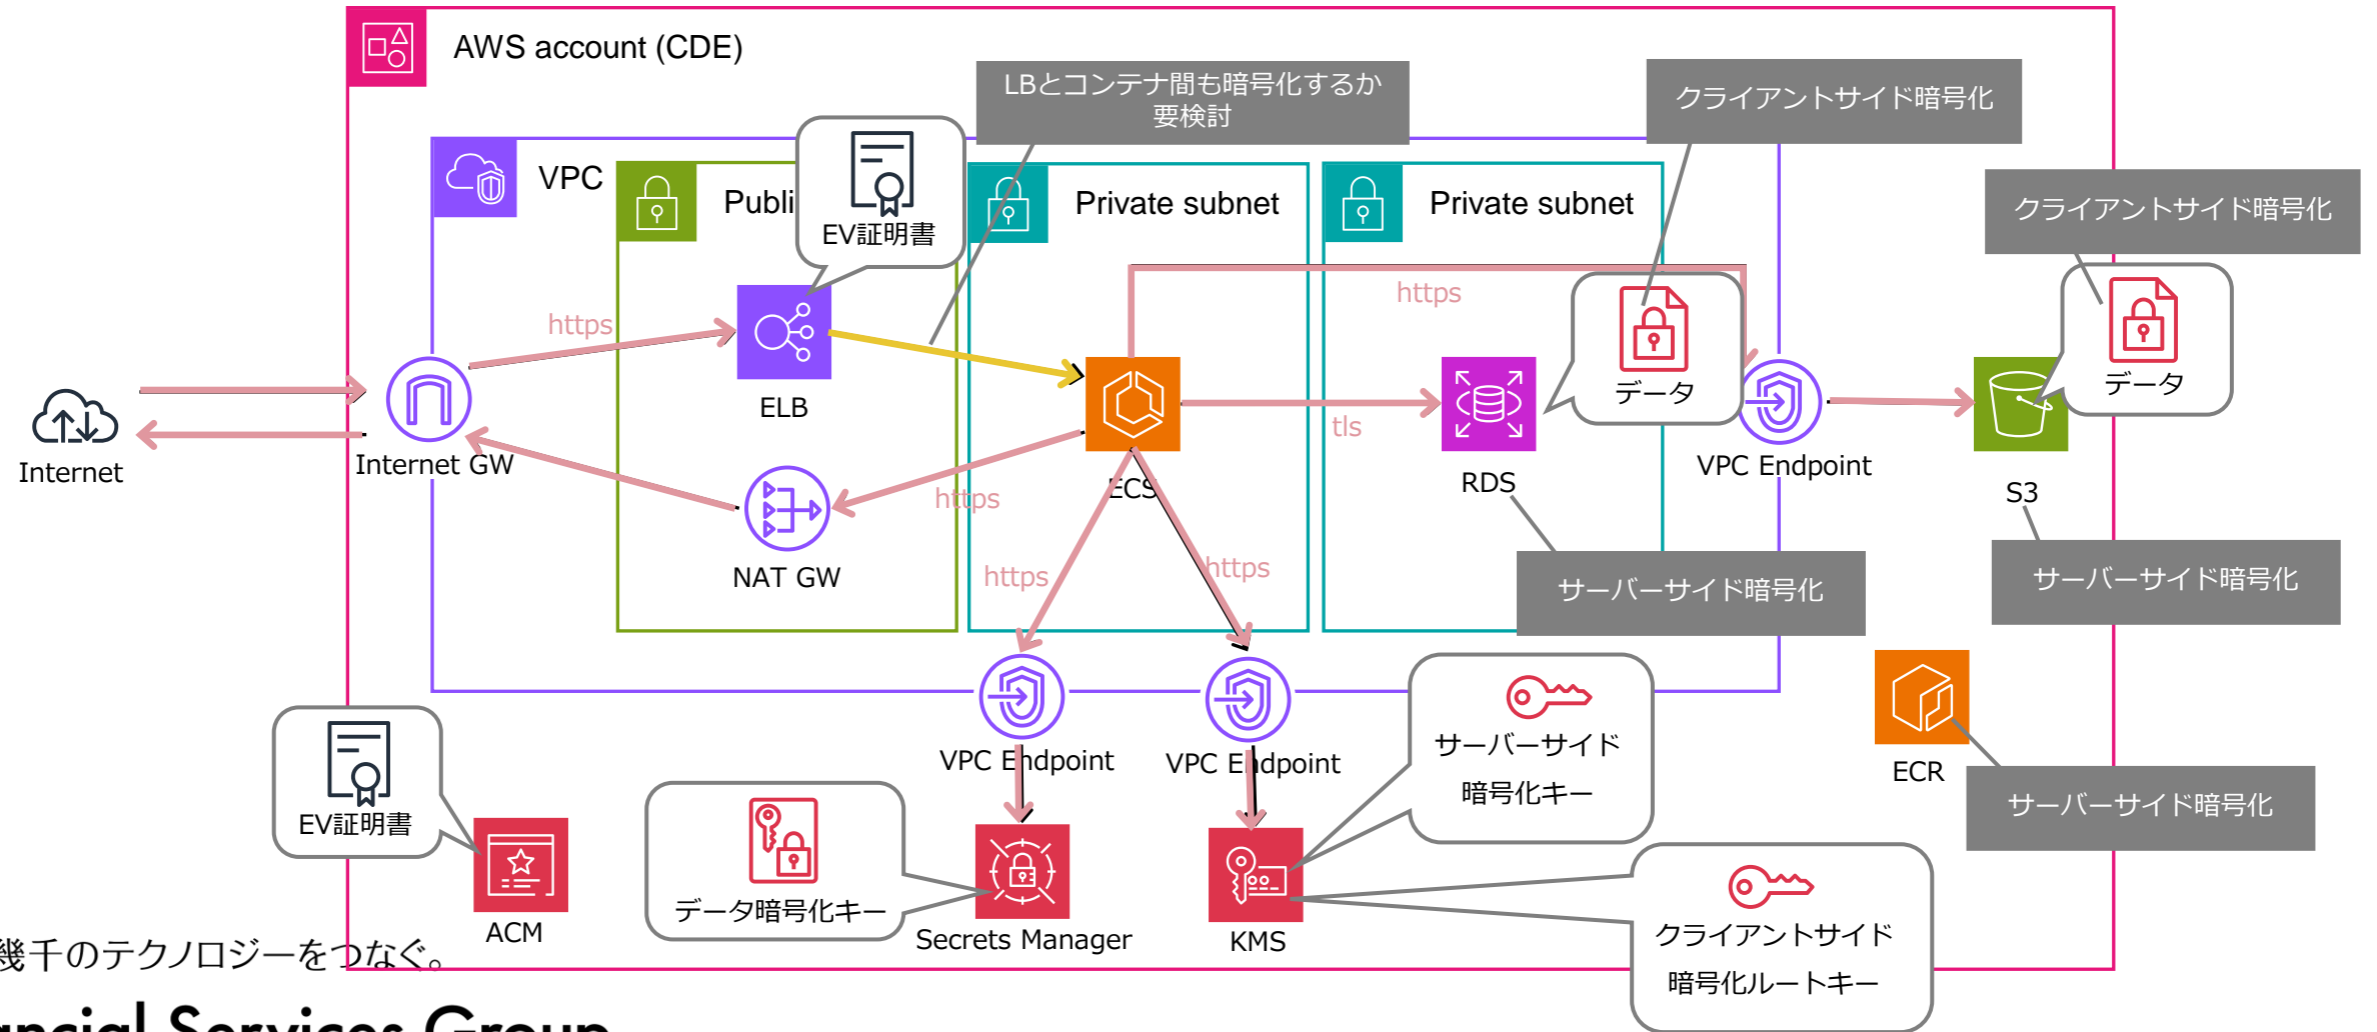 AWS account (CDE)
LBとコンテナ間も暗号化するか
要検討
クライアントサイド暗号化
クライアントサイド暗号化
VPC
Publi
EV証明書
Private subnet
Private subnet
https
https
データ
データ
ELB
tls
Internet
Internet GW
ECS
RDS
VPC Endpoint
S3
https
NAT GW
https
https
サーバーサイド暗号化
サーバーサイド暗号化
VPC Endpoint
VPC Endpoint
サーバーサイド
暗号化キー
ECR
サーバーサイド暗号化
EV証明書
ACM
データ暗号化キー
Secrets Manager
KMS
クライアントサイド
暗号化ルートキー
幾千のテクノロジーをつなぐ。
ancial Services Group